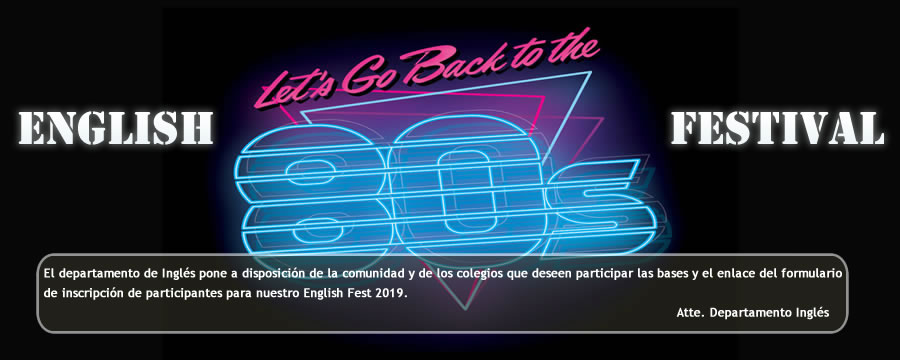 Let's Go Back to the
ENGLISH
80s
FESTIVAL
El departamento de Inglés pone a disposición de la comunidad y de los colegios que deseen participar las bases y el enlace del formulario
de inscripción de participantes para nuestro English Fest 2019.
Atte. Departamento Inglés